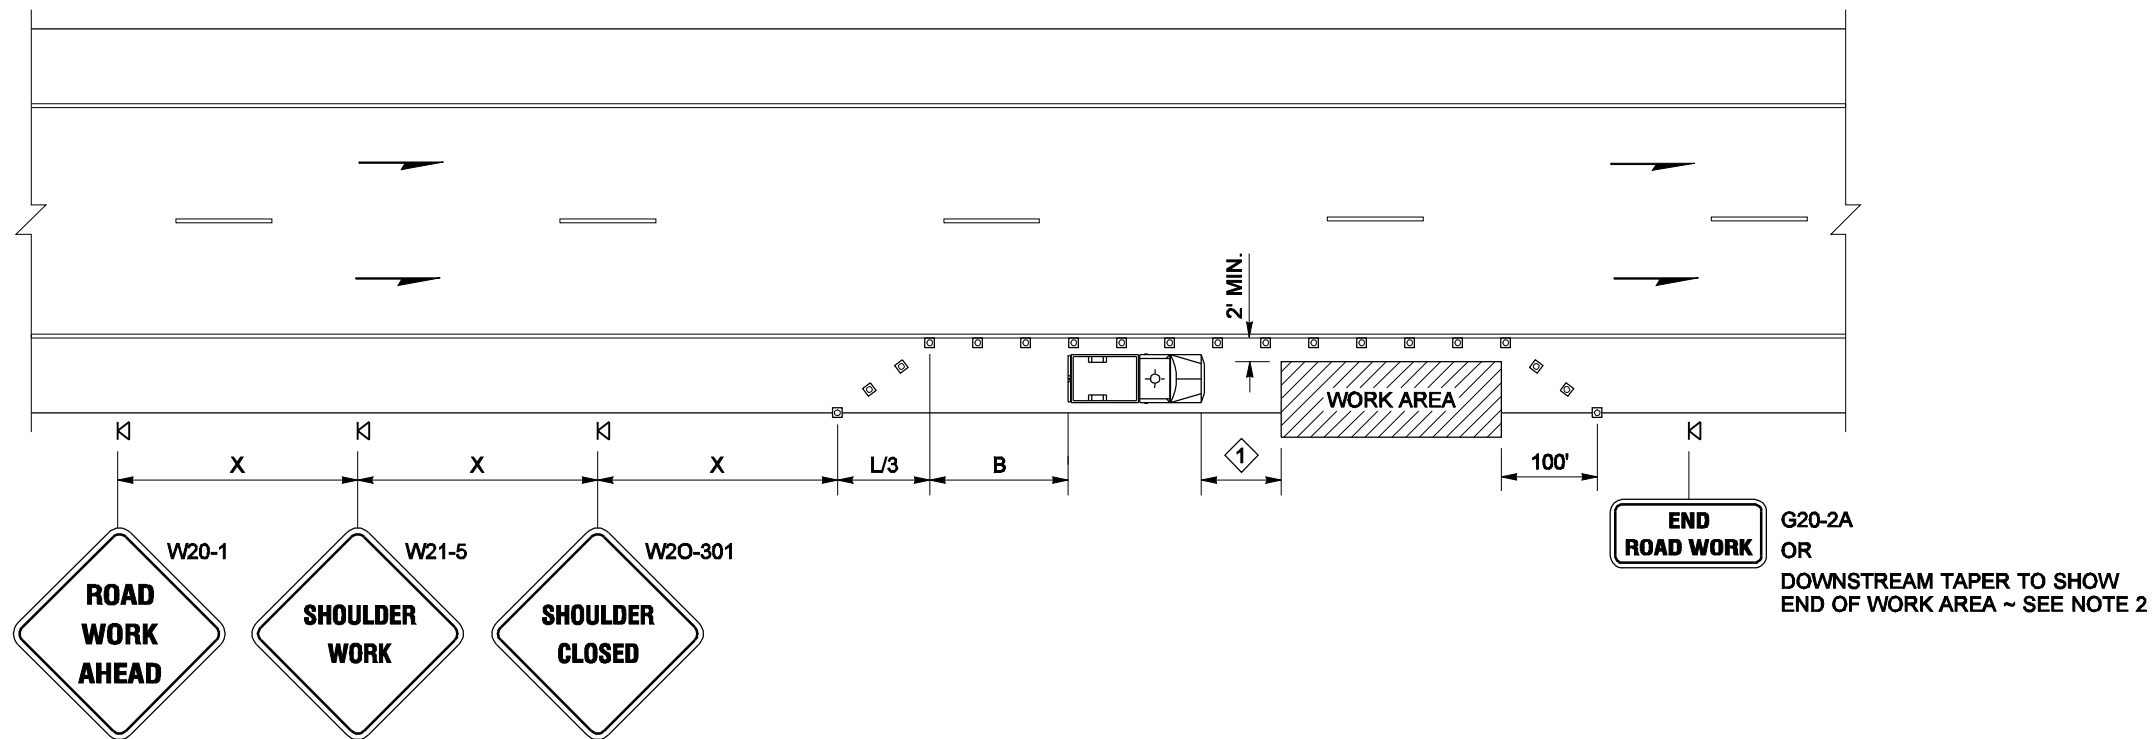 2' MIN.
WORK AREA
X
X
X
L/3
B
1
100'
W20-1
ROAD
WORK
AHEAD
W21-5
SHOULDER
WORK
W2O-301
SHOULDER
CLOSED
END
ROAD WORK
G20-2A
OR
DOWNSTREAM TAPER TO SHOW
END OF WORK AREA ~ SEE NOTE 2